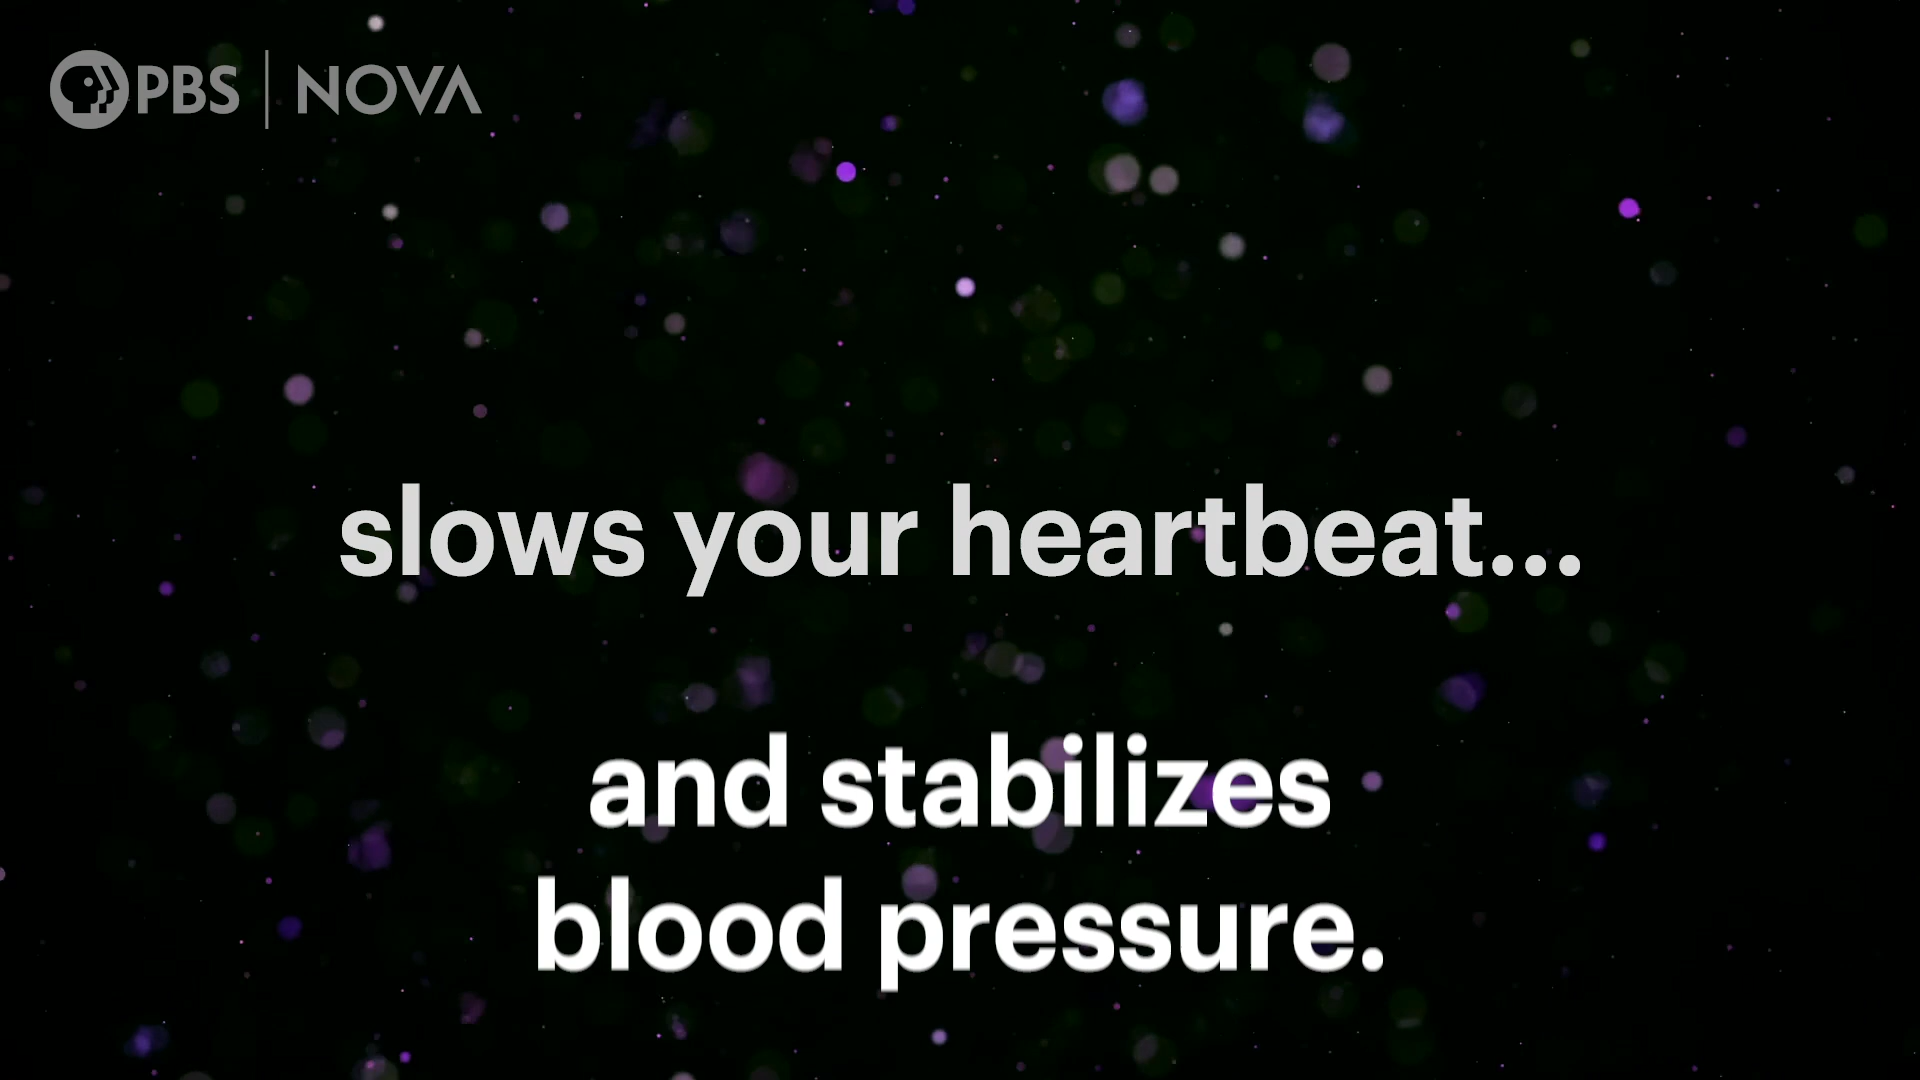 PBS | NOVA
slows your heartbeat...
and stabilizes
blood pressure.